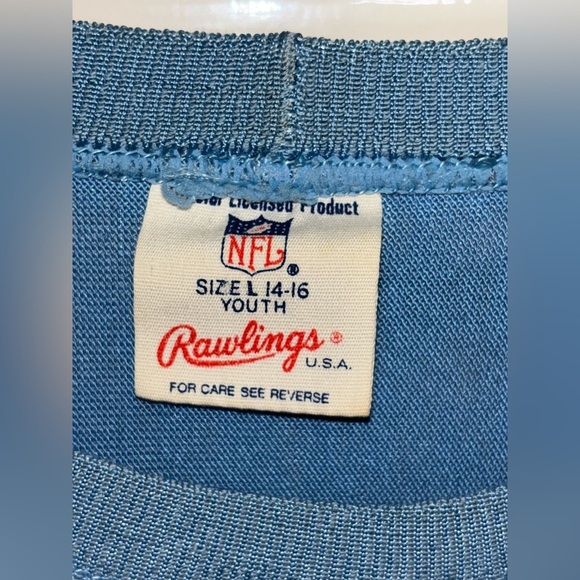 Licensed Product
NFL ®
SIZE L 14-16
YOUTH
Rawlings ®
U.S.A.
FOR CARE SEE REVERSE